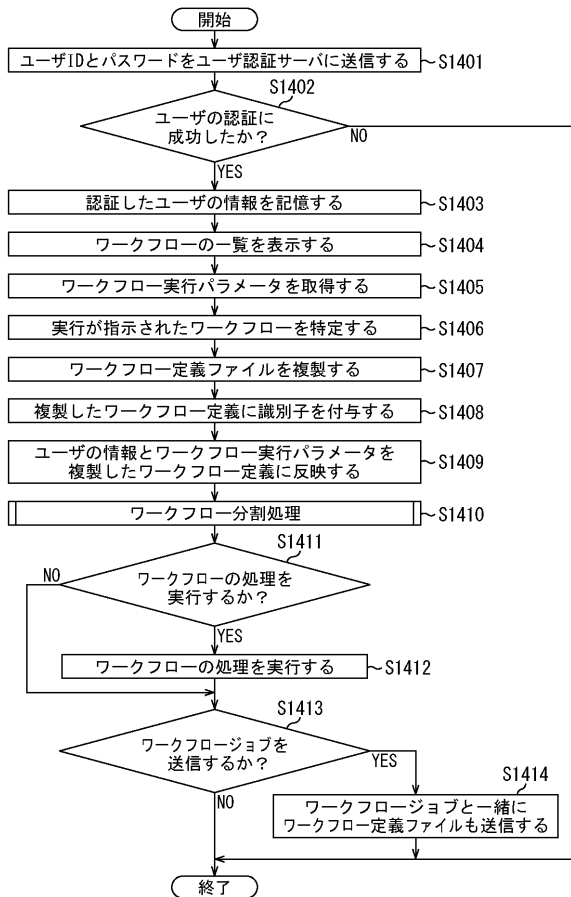 開始
ユーザIDとパスワードをユーザ認証サーバに送信する
S1401
S1402
ユーザの認証に
成功したか?
NO
YES
認証したユーザの情報を記憶する
S1403
ワークフローの一覧を表示する
S1404
ワークフロー実行パラメータを取得する
S1405
実行が指示されたワークフローを特定する
S1406
ワークフロー定義ファイルを複製する
S1407
複製したワークフロー定義に識別子を付与する
S1408
ユーザの情報とワークフロー実行パラメータを
複製したワークフロー定義に反映する
S1409
ワークフロー分割処理
S1410
S1411
NO
ワークフローの処理を
実行するか?
YES
ワークフローの処理を実行する
S1412
S1413
ワークフロージョブを
送信するか?
YES
NO
S1414
ワークフロージョブと一緒に
ワークフロー定義ファイルも送信する
終了